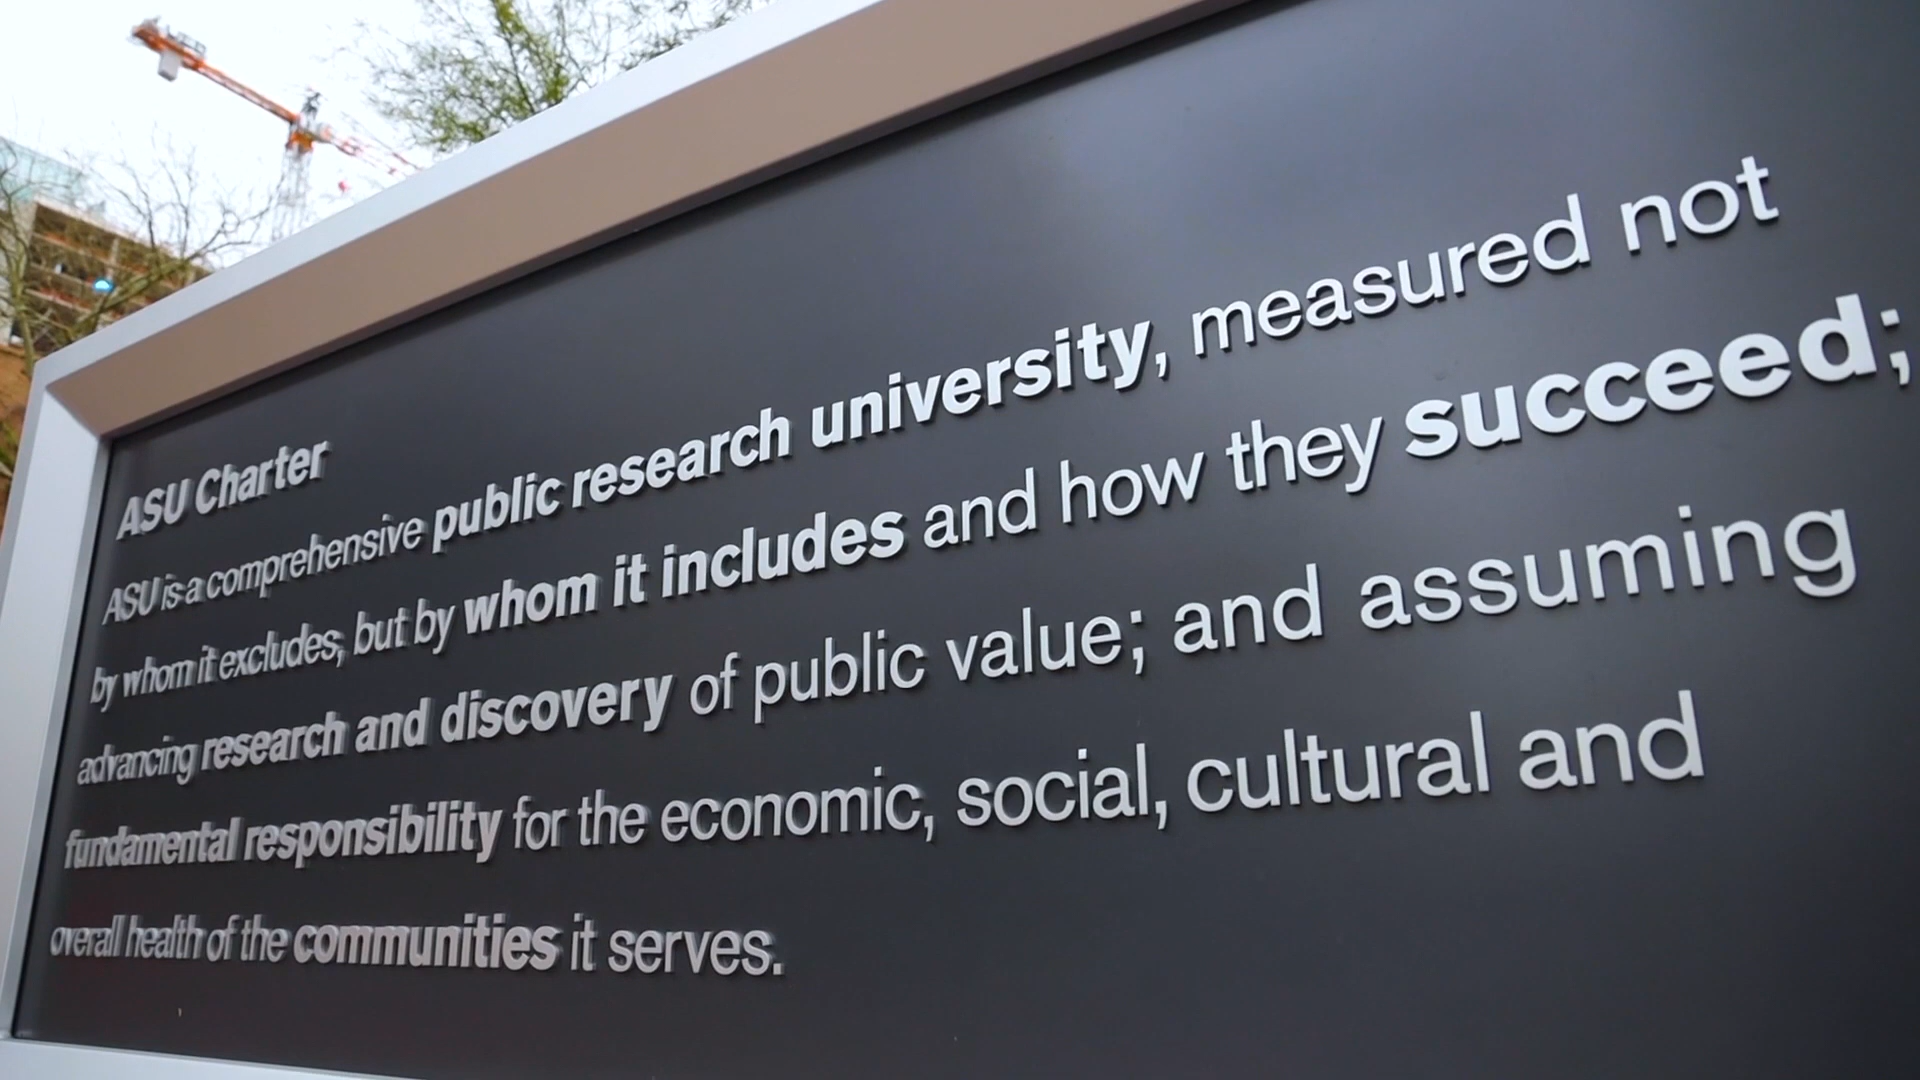 ASU Charter
ASU is a comprehensive public research university, measured not
by whom it excludes, but by whom it includes and how they succeed;
advancing research and discovery of public value; and assuming
fundamental responsibility for the economic, social, cultural and
overall health of the communities it serves.